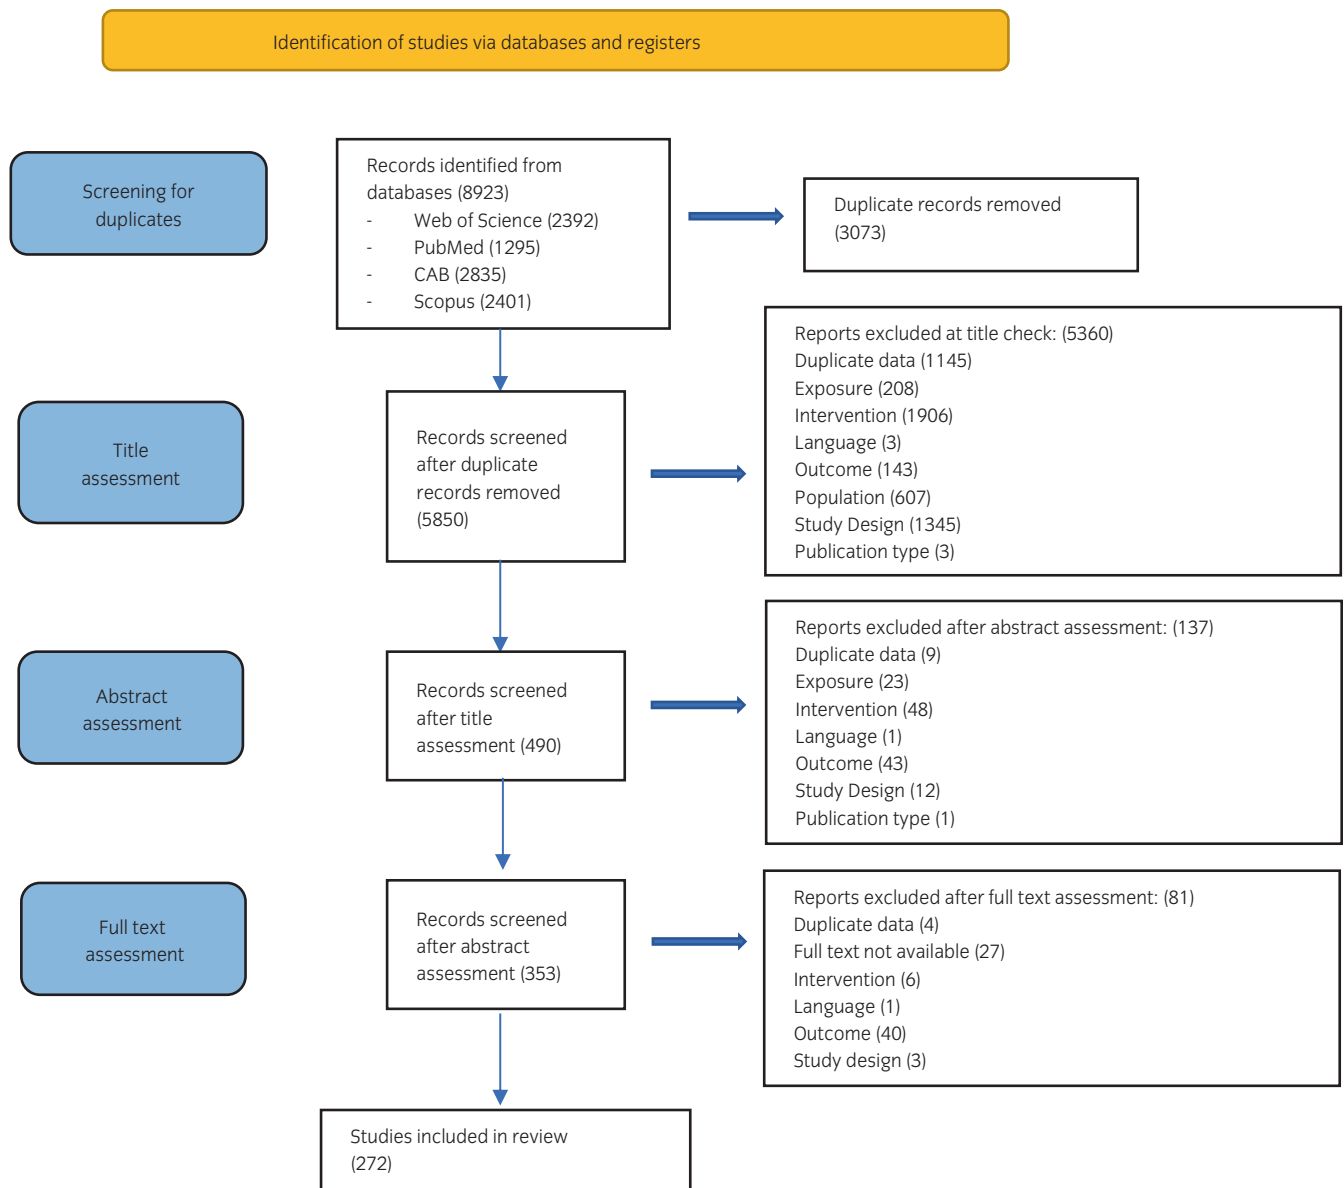 Identification of studies via databases and registers
Screening for
duplicates
Records identified from
databases (8923)
- Web of Science (2392)
- PubMed (1295)
- CAB (2835)
- Scopus (2401)
Duplicate records removed
(3073)
Title
assessment
Records screened
after duplicate
records removed
(5850)
Reports excluded at title check: (5360)
Duplicate data (1145)
Exposure (208)
Intervention (1906)
Language (3)
Outcome (143)
Population (607)
Study Design (1345)
Publication type (3)
Abstract
assessment
Records screened
after title
assessment (490)
Reports excluded after abstract assessment: (137)
Duplicate data (9)
Exposure (23)
Intervention (48)
Language (1)
Outcome (43)
Study Design (12)
Publication type (1)
Full text
assessment
Records screened
after abstract
assessment (353)
Reports excluded after full text assessment: (81)
Duplicate data (4)
Full text not available (27)
Intervention (6)
Language (1)
Outcome (40)
Study design (3)
Studies included in review
(272)